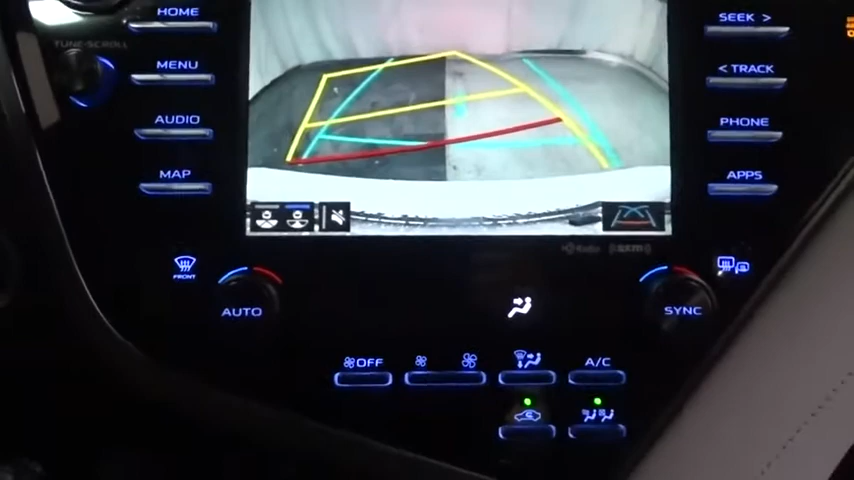 HOME
TUNE·SCROLL
MENU
AUDIO
MAP
SEEK >
< TRACK
PHONE
APPS
FRONT
AUTO
SYNC
OFF
A/C